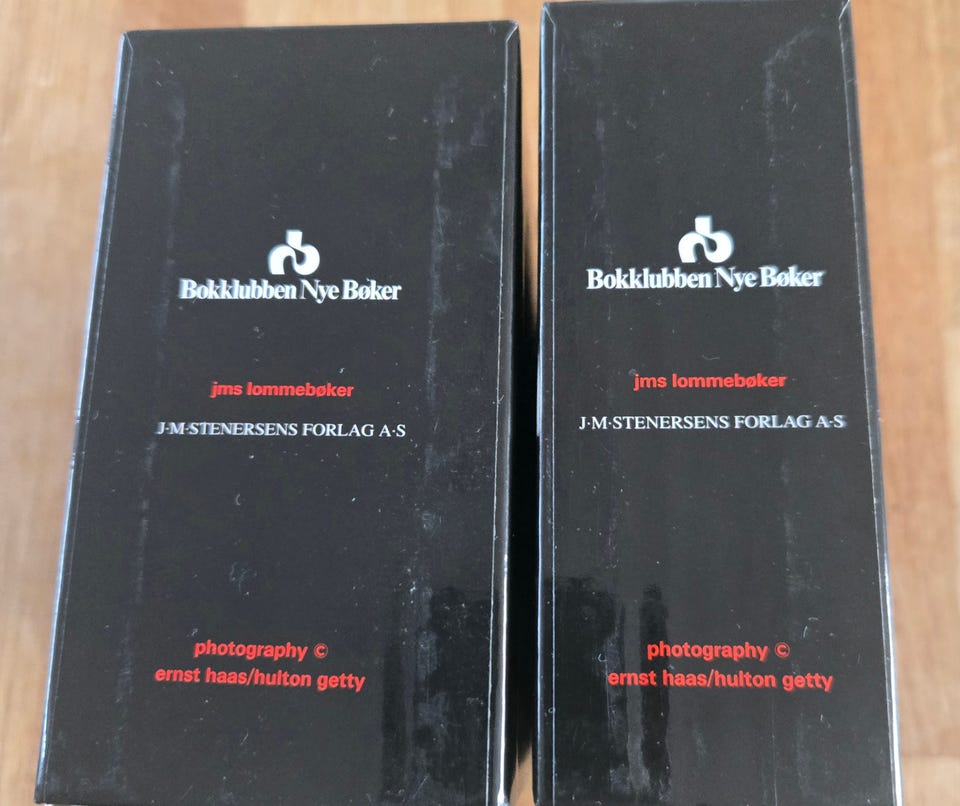 Bokklubben Nye Bøker
jms lommebøker
J·M·STENERSENS FORLAG A·S
photography ©
ernst haas/hulton getty
Bokklubben Nye Bøker
jms lommebøker
J·M·STENERSENS FORLAG A·S
photography ©
ernst haas/hulton getty